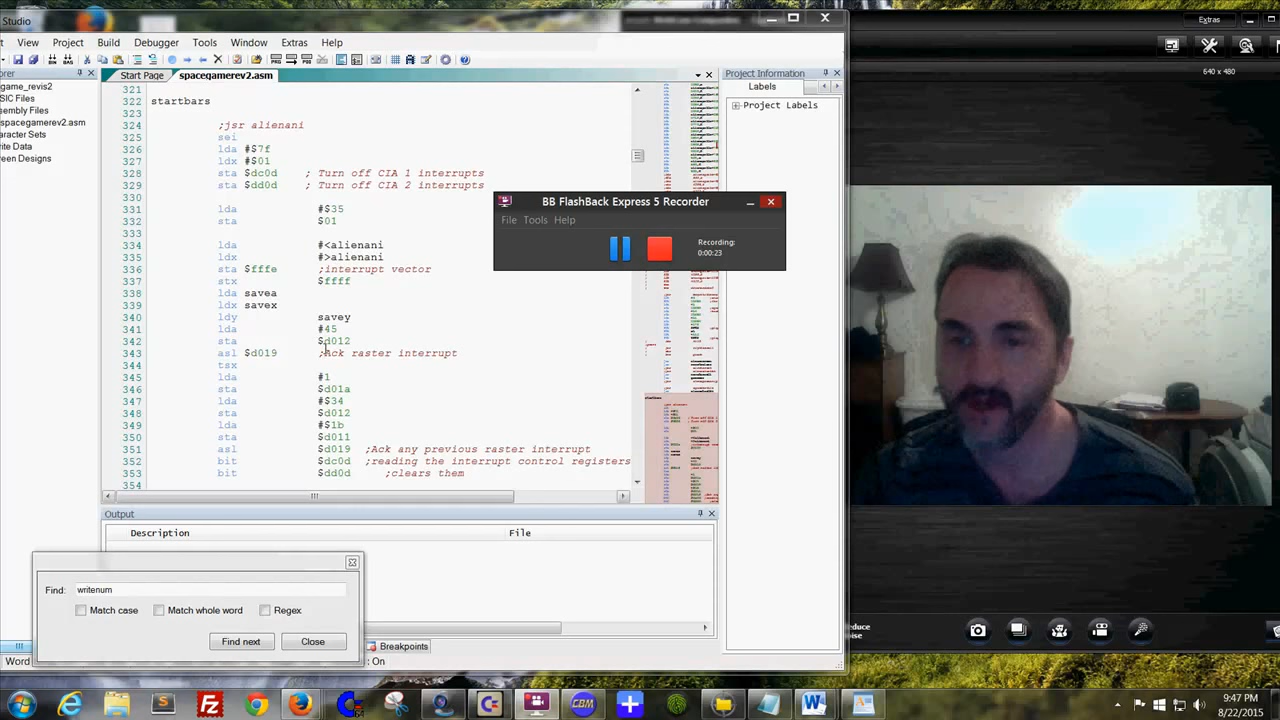 Studio
Extras
View Project Build Debugger Tools Window Extras Help
Start Page spacegamerev2.asm
Project Information
Labels
Project Labels
640 x 480
game_revis2
SIC Files
sembly Files
spacegamerev2.asm
aracter Sets
rite Data
reen Designs
321
322 startbars
323
324 ;jsr alienani
325 sei
326 lda #$7f
327 ldx #$01
328 sta $dc0d ; Turn off CIA 1 interrupts
329 sta $dd0d ; Turn off CIA 2 interrupts
330
331 lda #$35
332 sta $01
333
334 lda #<alienani
335 ldx #>alienani
336 sta $fffe ;interrupt vector
337 stx $ffff
338 lda savea
339 ldx savex
340 ldy savey
341 lda #45
342 sta $d012
343 asl $d019 ;Ack raster interrupt
344 tsx
345 lda #1
346 sta $d01a
347 lda #$34
348 sta $d012
349 lda #$1b
350 sta $d011
351 asl $d019 ;Ack any previous raster interrupt
352 bit $dc0d ;reading the interrupt control registers
353 bit $dd0d ;clears them
354
BB FlashBack Express 5 Recorder
File Tools Help
Recording:
0:00:23
Output
Description File
Find: writenum
Match case Match whole word Regex
Find next Close
Breakpoints
Word
: On
educe
oise
CBM
9:47 PM
8/22/2015